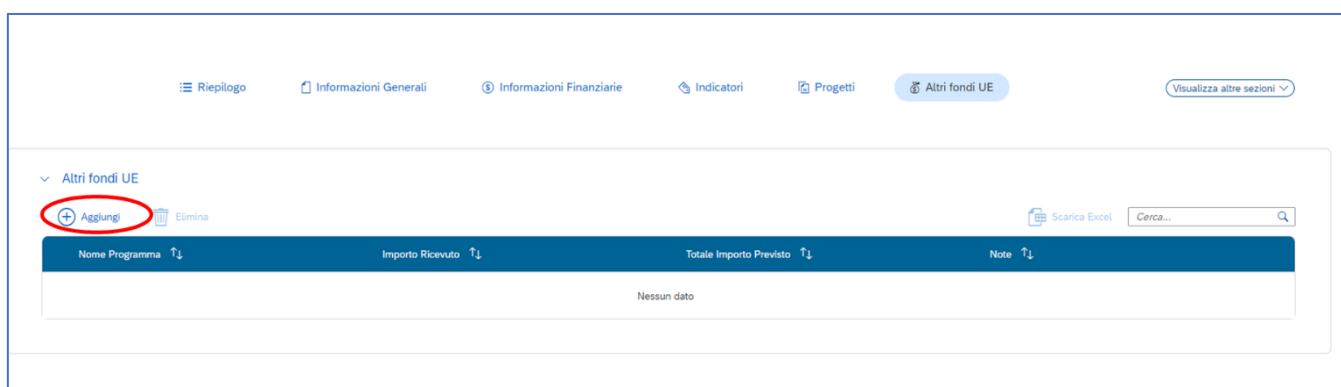 Riepilogo Informazioni Generali Informazioni Finanziarie Indicatori Progetti Altri fondi UE Visualizza altre sezioni
Altri fondi UE
Aggiungi Elimina Scarica Excel Cerca...
Nome Programma Importo Ricevuto Totale Importo Previsto Note
Nessun dato